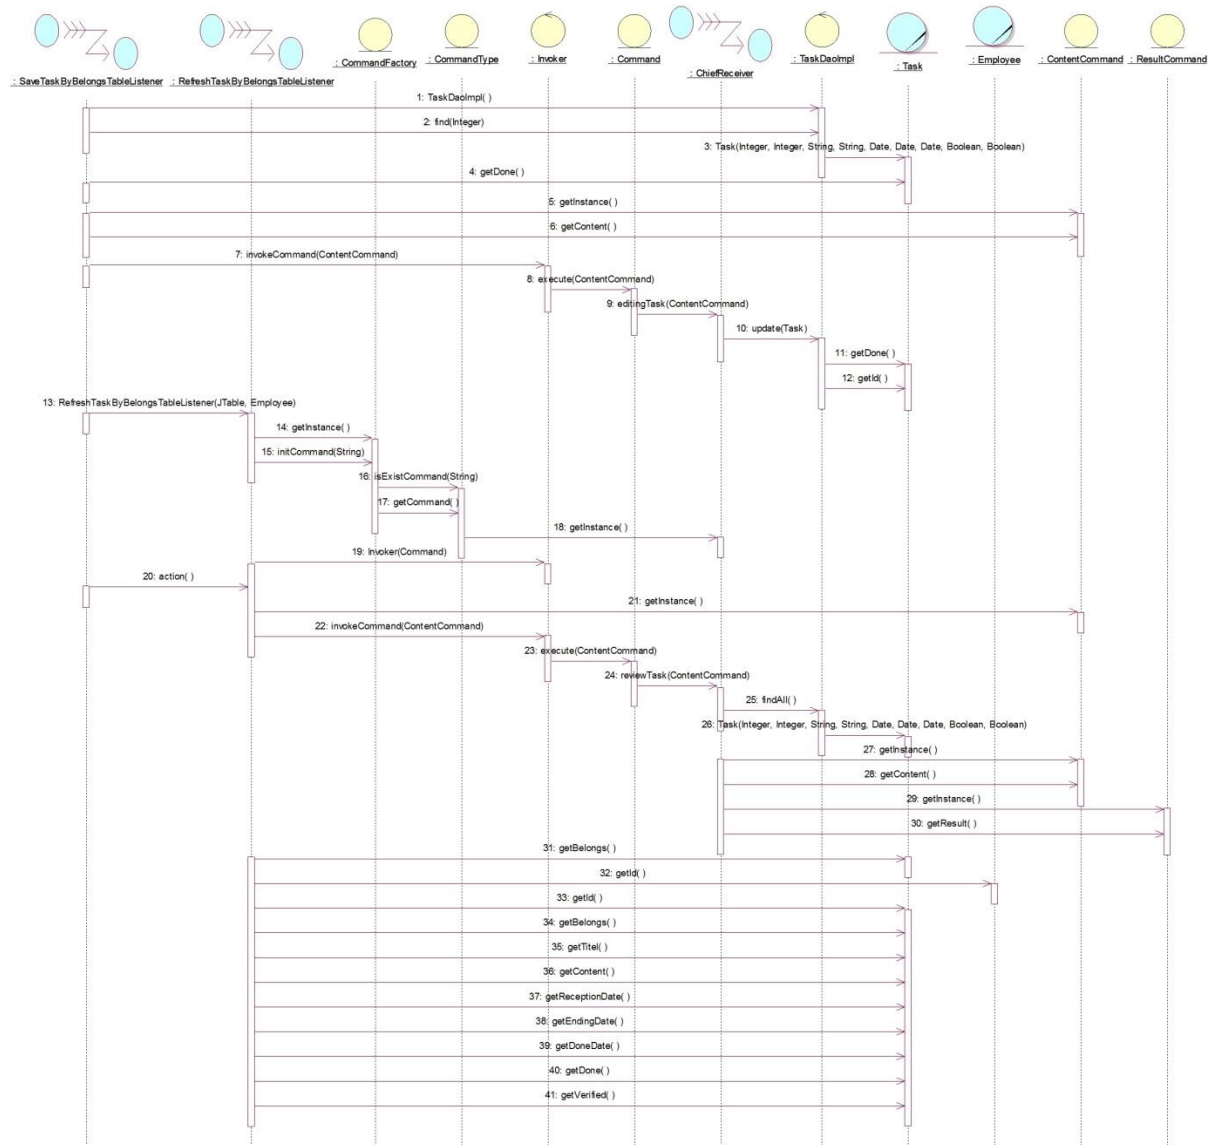 : SaveTaskByBelongsTableListener
: RefreshTaskByBelongsTableListener
: CommandFactory
: CommandType
: Invoker
: Command
: ChiefReceiver
: TaskDaoImpl
: Task
: Employee
: ContentCommand
: ResultCommand
1: TaskDaoImpl( )
2: find(Integer)
3: Task(Integer, Integer, String, String, Date, Date, Date, Boolean, Boolean)
4: getDone( )
5: getInstance( )
6: getContent( )
7: invokeCommand(ContentCommand)
8: execute(ContentCommand)
9: editingTask(ContentCommand)
10: update(Task)
11: getDone( )
12: getId( )
13: RefreshTaskByBelongsTableListener(JTable, Employee)
14: getInstance( )
15: initCommand(String)
16: isExistCommand(String)
17: getCommand( )
18: getInstance( )
19: Invoker(Command)
20: action( )
21: getInstance( )
22: invokeCommand(ContentCommand)
23: execute(ContentCommand)
24: reviewTask(ContentCommand)
25: findAll( )
26: Task(Integer, Integer, String, String, Date, Date, Date, Boolean, Boolean)
27: getInstance( )
28: getContent( )
29: getInstance( )
30: getResult( )
31: getBelongs( )
32: getId( )
33: getId( )
34: getBelongs( )
35: getTitel( )
36: getContent( )
37: getReceptionDate( )
38: getEndingDate( )
39: getDoneDate( )
40: getDone( )
41: getVerified( )